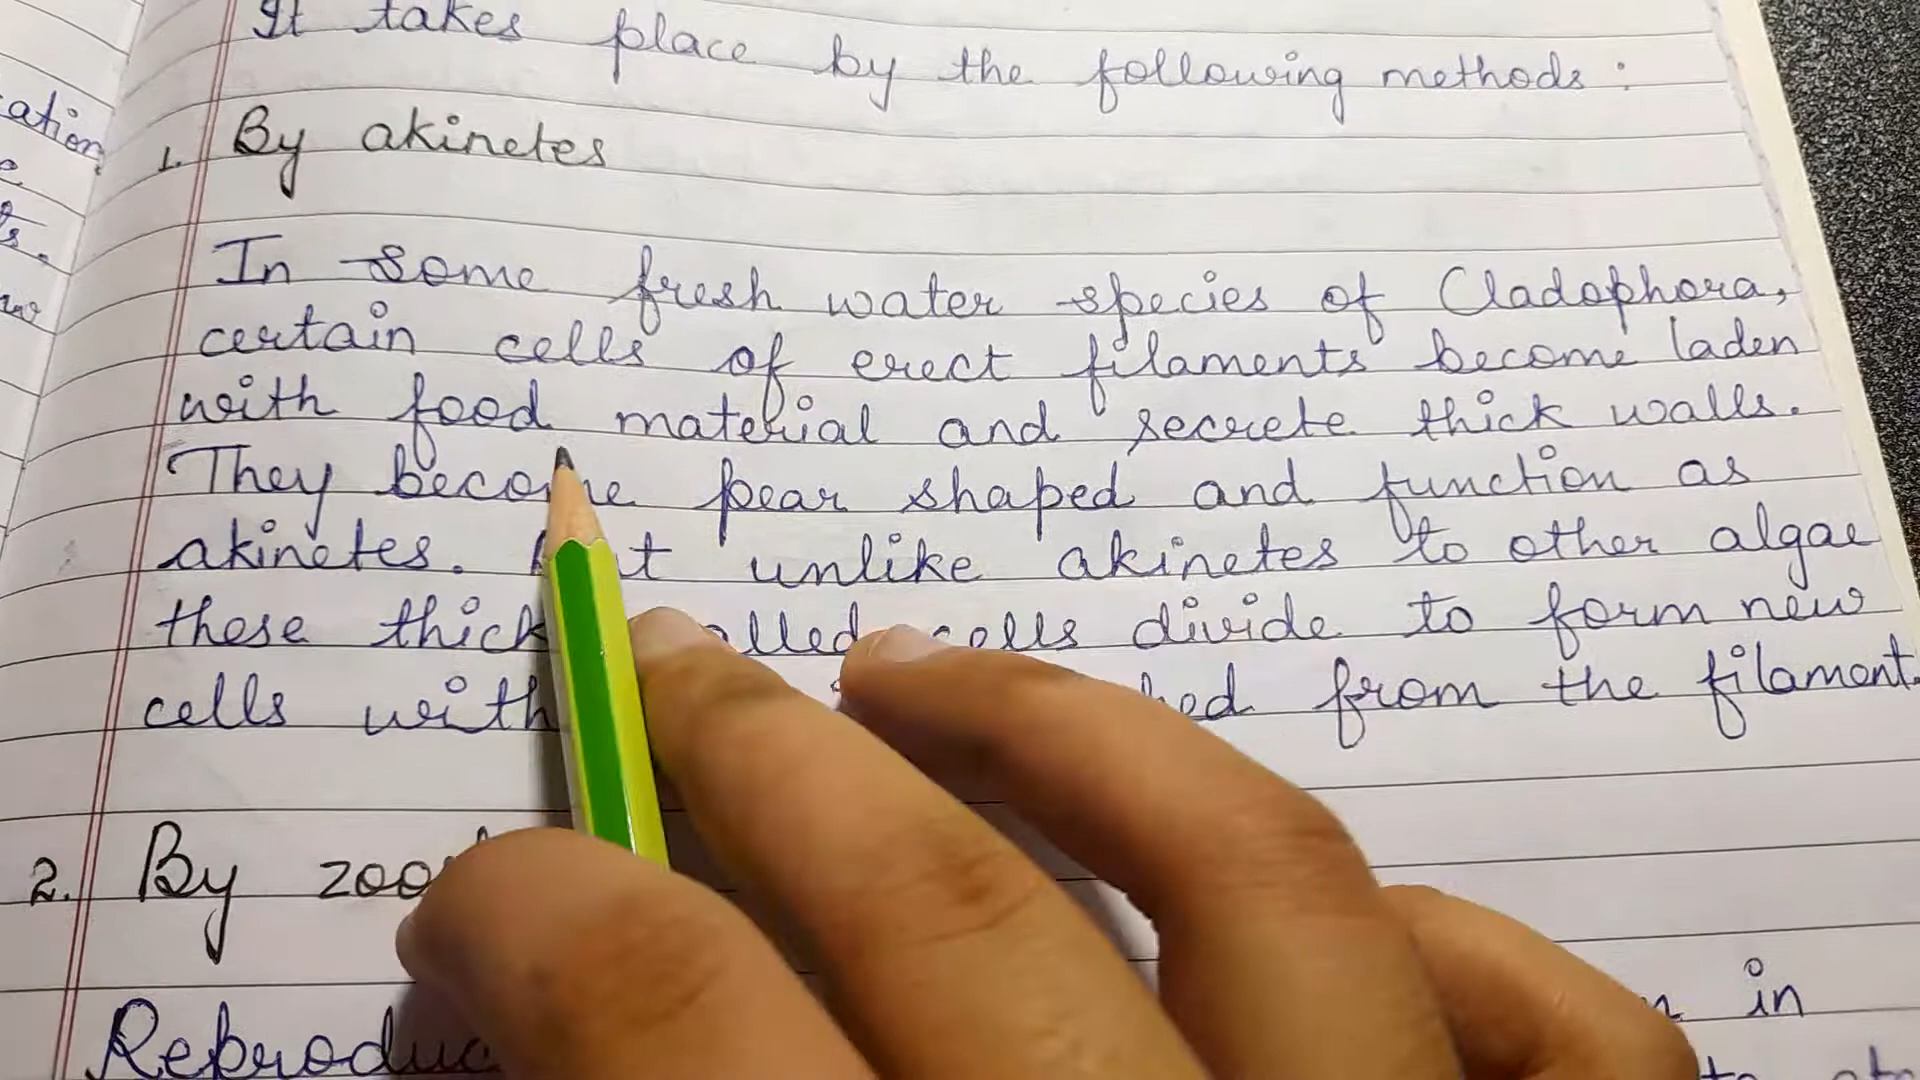 It takes place by the following methods :
1. By akinetes
In some fresh water species of Cladophora,
certain cells of erect filaments become laden
with food material and secrete thick walls.
They become pear shaped and function as
akinetes. unlike akinetes to other algae
these thick cells divide to form new
cells from the filament.
2. By
in